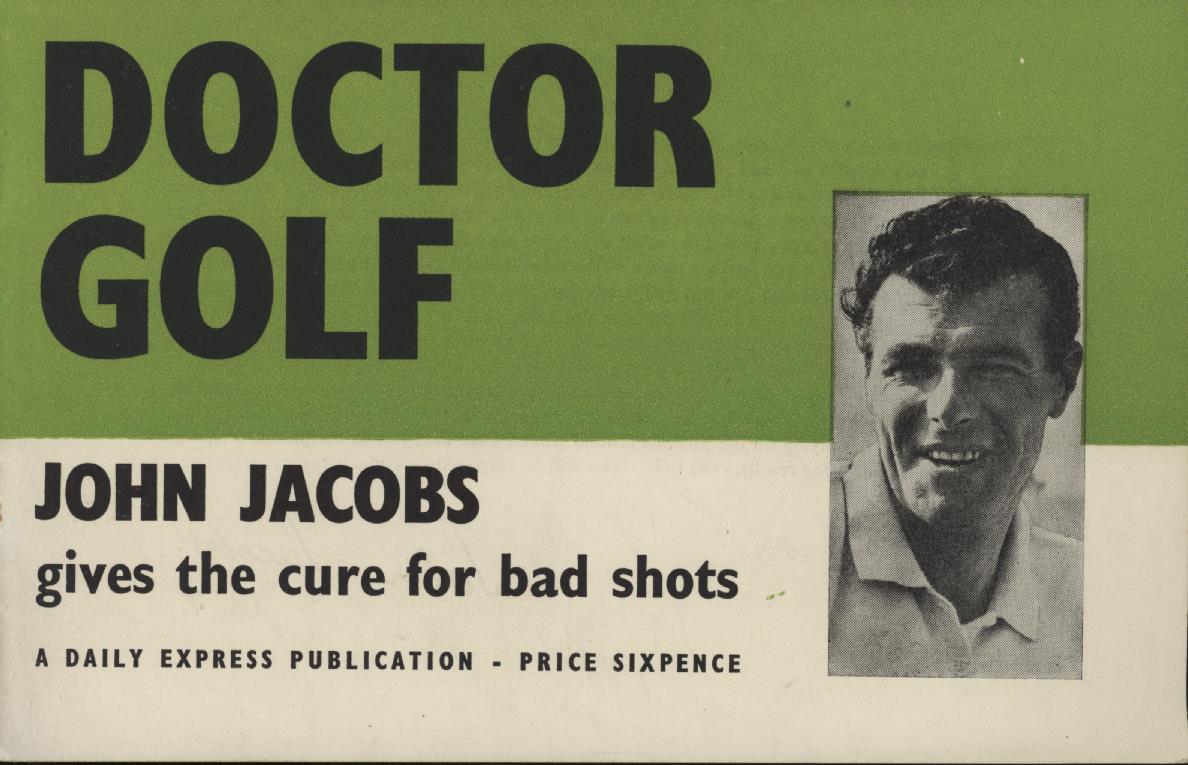 DOCTOR
GOLF
JOHN JACOBS
gives the cure for bad shots
A DAILY EXPRESS PUBLICATION - PRICE SIXPENCE